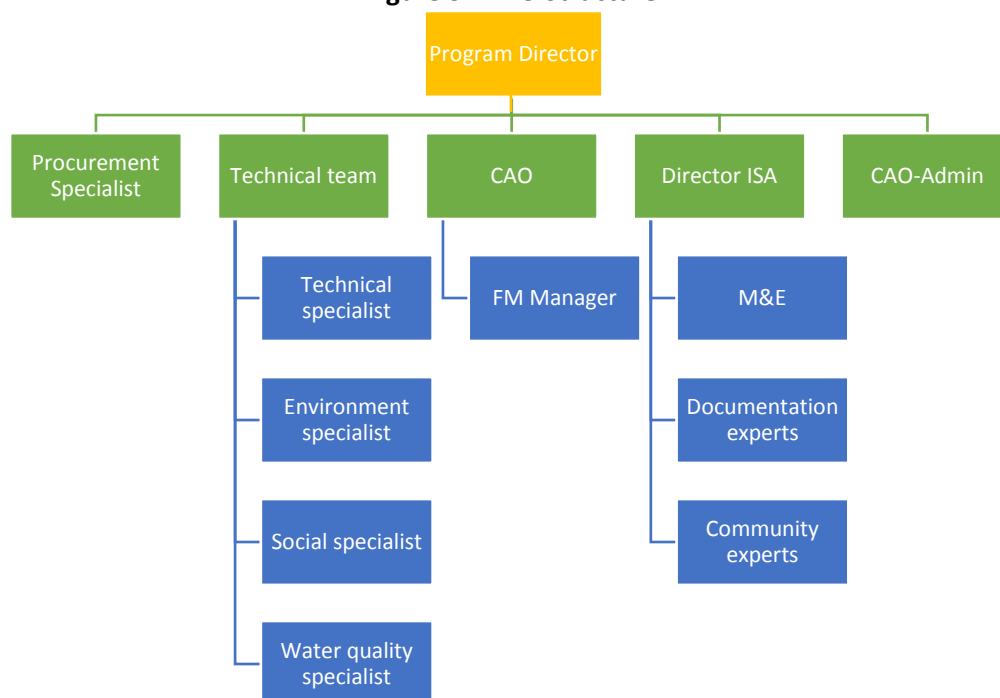 Program Director
Procurement
Specialist
Technical team
CAO
Director ISA
CAO-Admin
Technical
specialist
FM Manager
M&E
Environment
specialist
Documentation
experts
Social specialist
Community
experts
Water quality
specialist